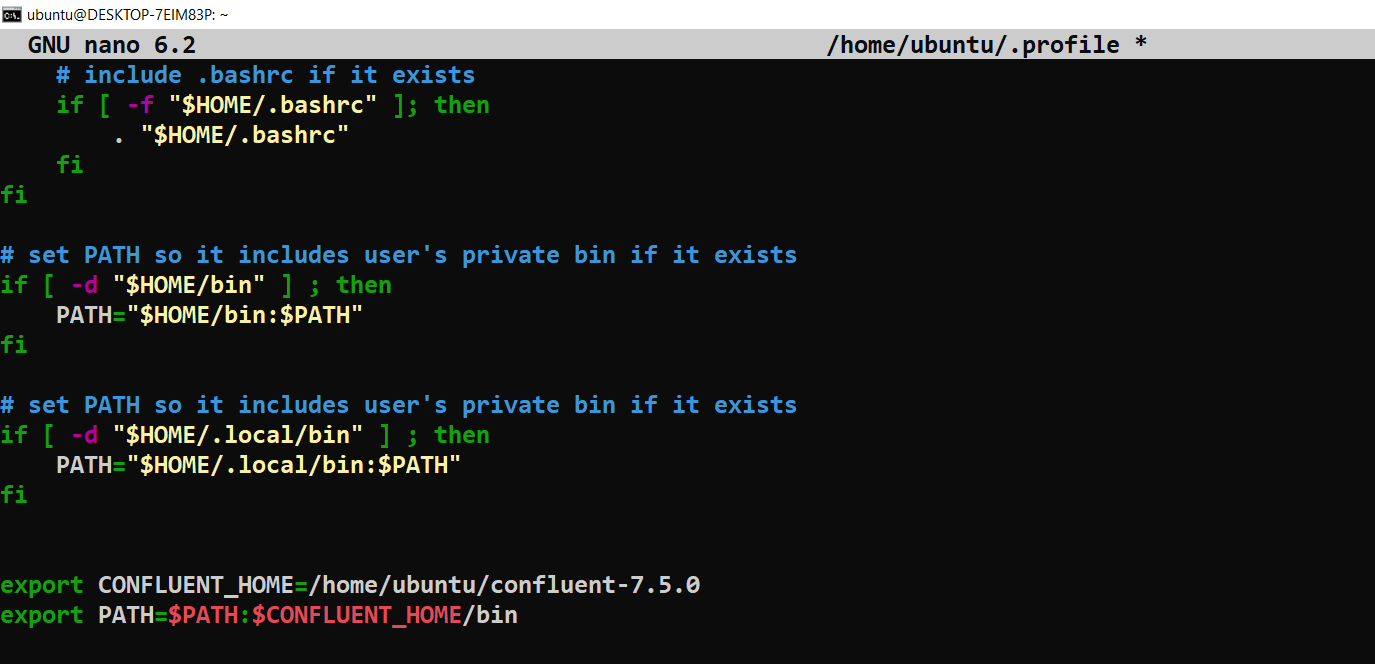 ubuntu@DESKTOP-7EIM83P: ~
GNU nano 6.2 /home/ubuntu/.profile *
# include .bashrc if it exists
if [ -f "$HOME/.bashrc" ]; then
. "$HOME/.bashrc"
fi
fi
# set PATH so it includes user's private bin if it exists
if [ -d "$HOME/bin" ] ; then
PATH="$HOME/bin:$PATH"
fi
# set PATH so it includes user's private bin if it exists
if [ -d "$HOME/.local/bin" ] ; then
PATH="$HOME/.local/bin:$PATH"
fi
export CONFLUENT_HOME=/home/ubuntu/confluent-7.5.0
export PATH=$PATH:$CONFLUENT_HOME/bin